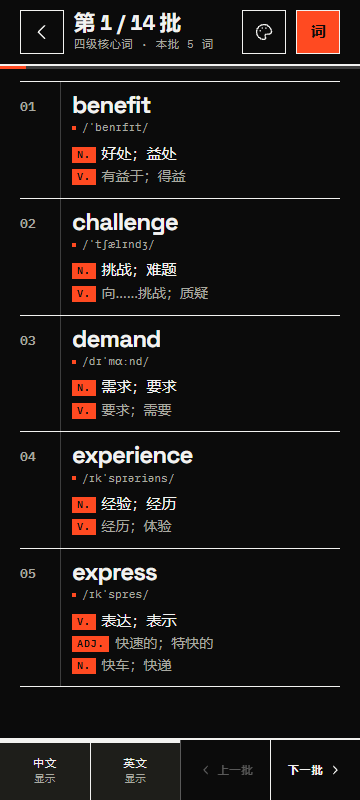 第 1 / 14 批
四级核心词 · 本批 5 词
词
01
benefit
/ˈbenɪfɪt/
N. 好处；益处
V. 有益于；得益
02
challenge
/ˈtʃælɪndʒ/
N. 挑战；难题
V. 向……挑战；质疑
03
demand
/dɪˈmɑːnd/
N. 需求；要求
V. 要求；需要
04
experience
/ɪkˈspɪəriəns/
N. 经验；经历
V. 经历；体验
05
express
/ɪkˈspres/
V. 表达；表示
ADJ. 快速的；特快的
N. 快车；快递
中文
显示
英文
显示
上一批
下一批